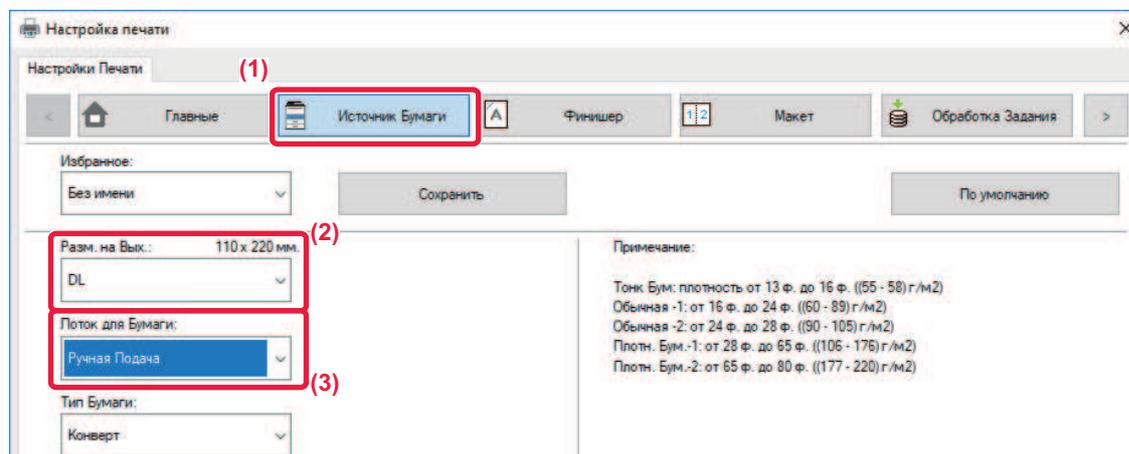 Настройка печати
Настройки Печати
(1)
< Главные Источник Бумаги A Финишер 1 2 Макет Обработка Задания >
Избранное:
Без имени Сохранить По умолчанию
Разм. на Вых.: 110 x 220 мм. (2)
DL
Лоток для Бумаги:
Ручная Подача
(3)
Тип Бумаги:
Конверт
Примечание:
Тонк Бум: плотность от 13 ф. до 16 ф. ((55 - 58) г/м2)
Обычная -1: от 16 ф. до 24 ф. ((60 - 89) г/м2)
Обычная -2: от 24 ф. до 28 ф. ((90 - 105) г/м2)
Плотн. Бум.-1: от 28 ф. до 65 ф. ((106 - 176) г/м2)
Плотн. Бум.-2: от 65 ф. до 80 ф. ((177 - 220) г/м2)